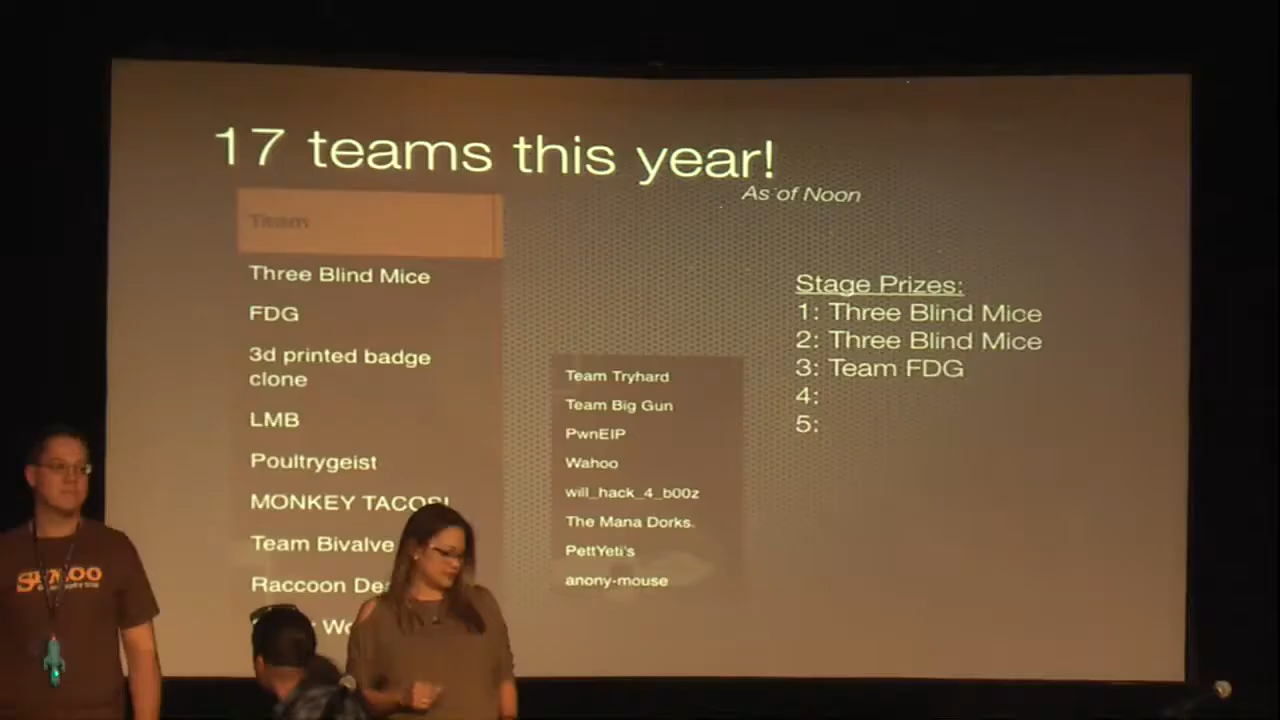 17 teams this year!
As of Noon
Team
Three Blind Mice
FDG
3d printed badge
clone
LMB
Poultrygeist
MONKEY TACOS!
Team Bivalve
Raccoon
Team Tryhard
Team Big Gun
PwnEIP
Wahoo
will_hack_4_b00z
The Mana Dorks.
PettYeti's
anony-mouse
Stage Prizes:
1: Three Blind Mice
2: Three Blind Mice
3: Team FDG
4:
5: